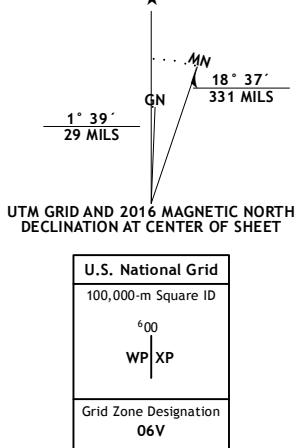 MN
18° 37´
331 MILS
GN
1° 39´
29 MILS
UTM GRID AND 2016 MAGNETIC NORTH
DECLINATION AT CENTER OF SHEET
U.S. National Grid
100,000-m Square ID
⁶00
WP XP
Grid Zone Designation
06V